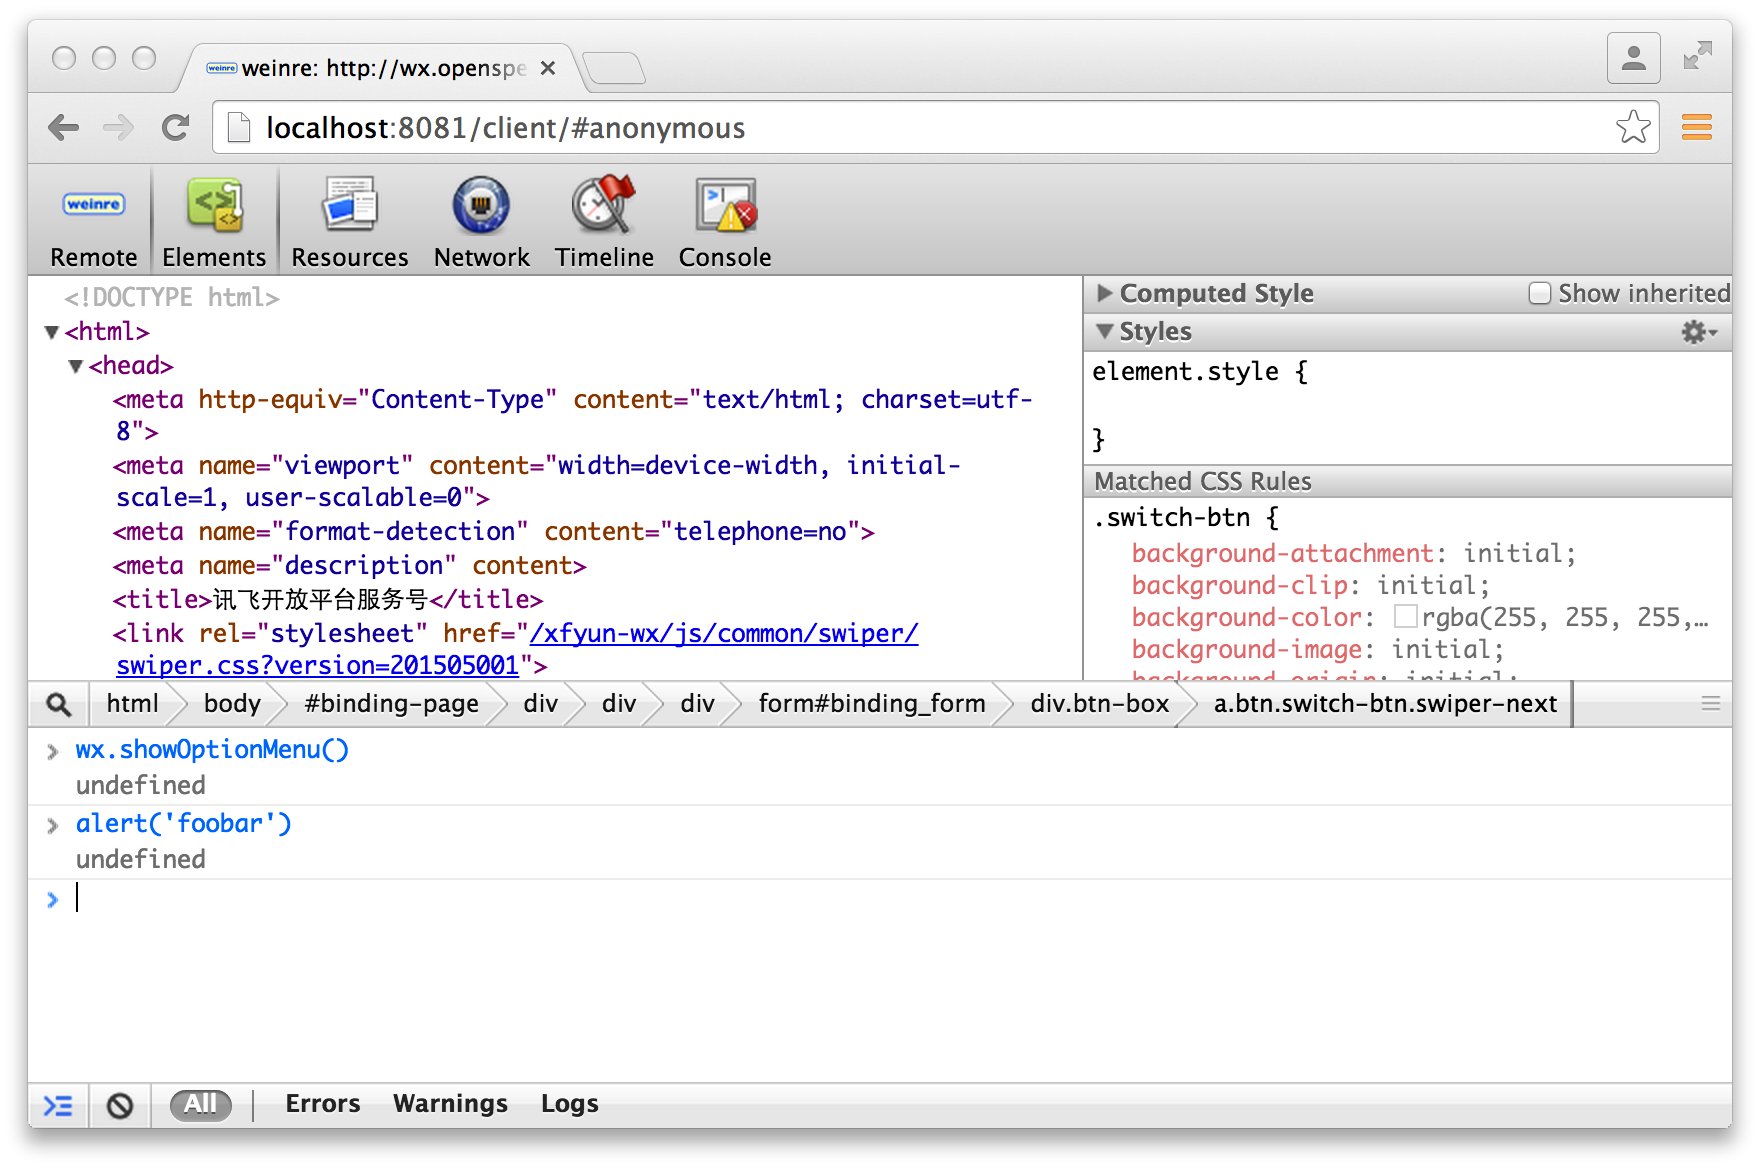 weinre: http://wx.openspe
localhost:8081/client/#anonymous
weinre
Remote
Elements
Resources
Network
Timeline
Console
<!DOCTYPE html>
<html>
<head>
<meta http-equiv="Content-Type" content="text/html; charset=utf-
8">
<meta name="viewport" content="width=device-width, initial-
scale=1, user-scalable=0">
<meta name="format-detection" content="telephone=no">
<meta name="description" content>
<title>讯飞开放平台服务号</title>
<link rel="stylesheet" href="/xfyun-wx/js/common/swiper/
swiper.css?version=201505001">
Computed Style
Show inherited
Styles
element.style {
}
Matched CSS Rules
.switch-btn {
background-attachment: initial;
background-clip: initial;
background-color: rgba(255, 255, 255,…
background-image: initial;
background-origin: initial;
html
body
#binding-page
div
div
div
form#binding_form
div.btn-box
a.btn.switch-btn.swiper-next
wx.showOptionMenu()
undefined
alert('foobar')
undefined
All
Errors
Warnings
Logs